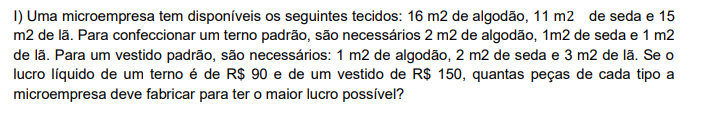 I) Uma microempresa tem disponíveis os seguintes tecidos: 16 m2 de algodão, 11 m2 de seda e 15
m2 de lã. Para confeccionar um terno padrão, são necessários 2 m2 de algodão, 1m2 de seda e 1 m2
de lã. Para um vestido padrão, são necessários: 1 m2 de algodão, 2 m2 de seda e 3 m2 de lã. Se o
lucro líquido de um terno é de R$ 90 e de um vestido de R$ 150, quantas peças de cada tipo a
microempresa deve fabricar para ter o maior lucro possível?